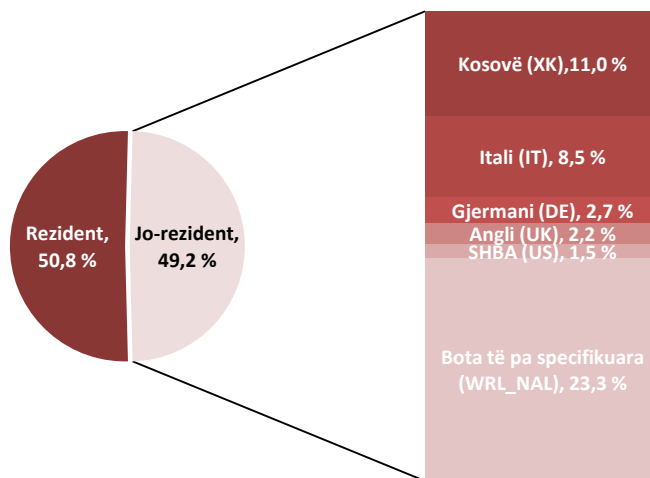 Rezident,
50,8 %
Jo-rezident,
49,2 %
Kosovë (XK),11,0 %
Itali (IT), 8,5 %
Gjermani (DE), 2,7 %
Angli (UK), 2,2 %
SHBA (US), 1,5 %
Bota të pa specifikuara
(WRL_NAL), 23,3 %